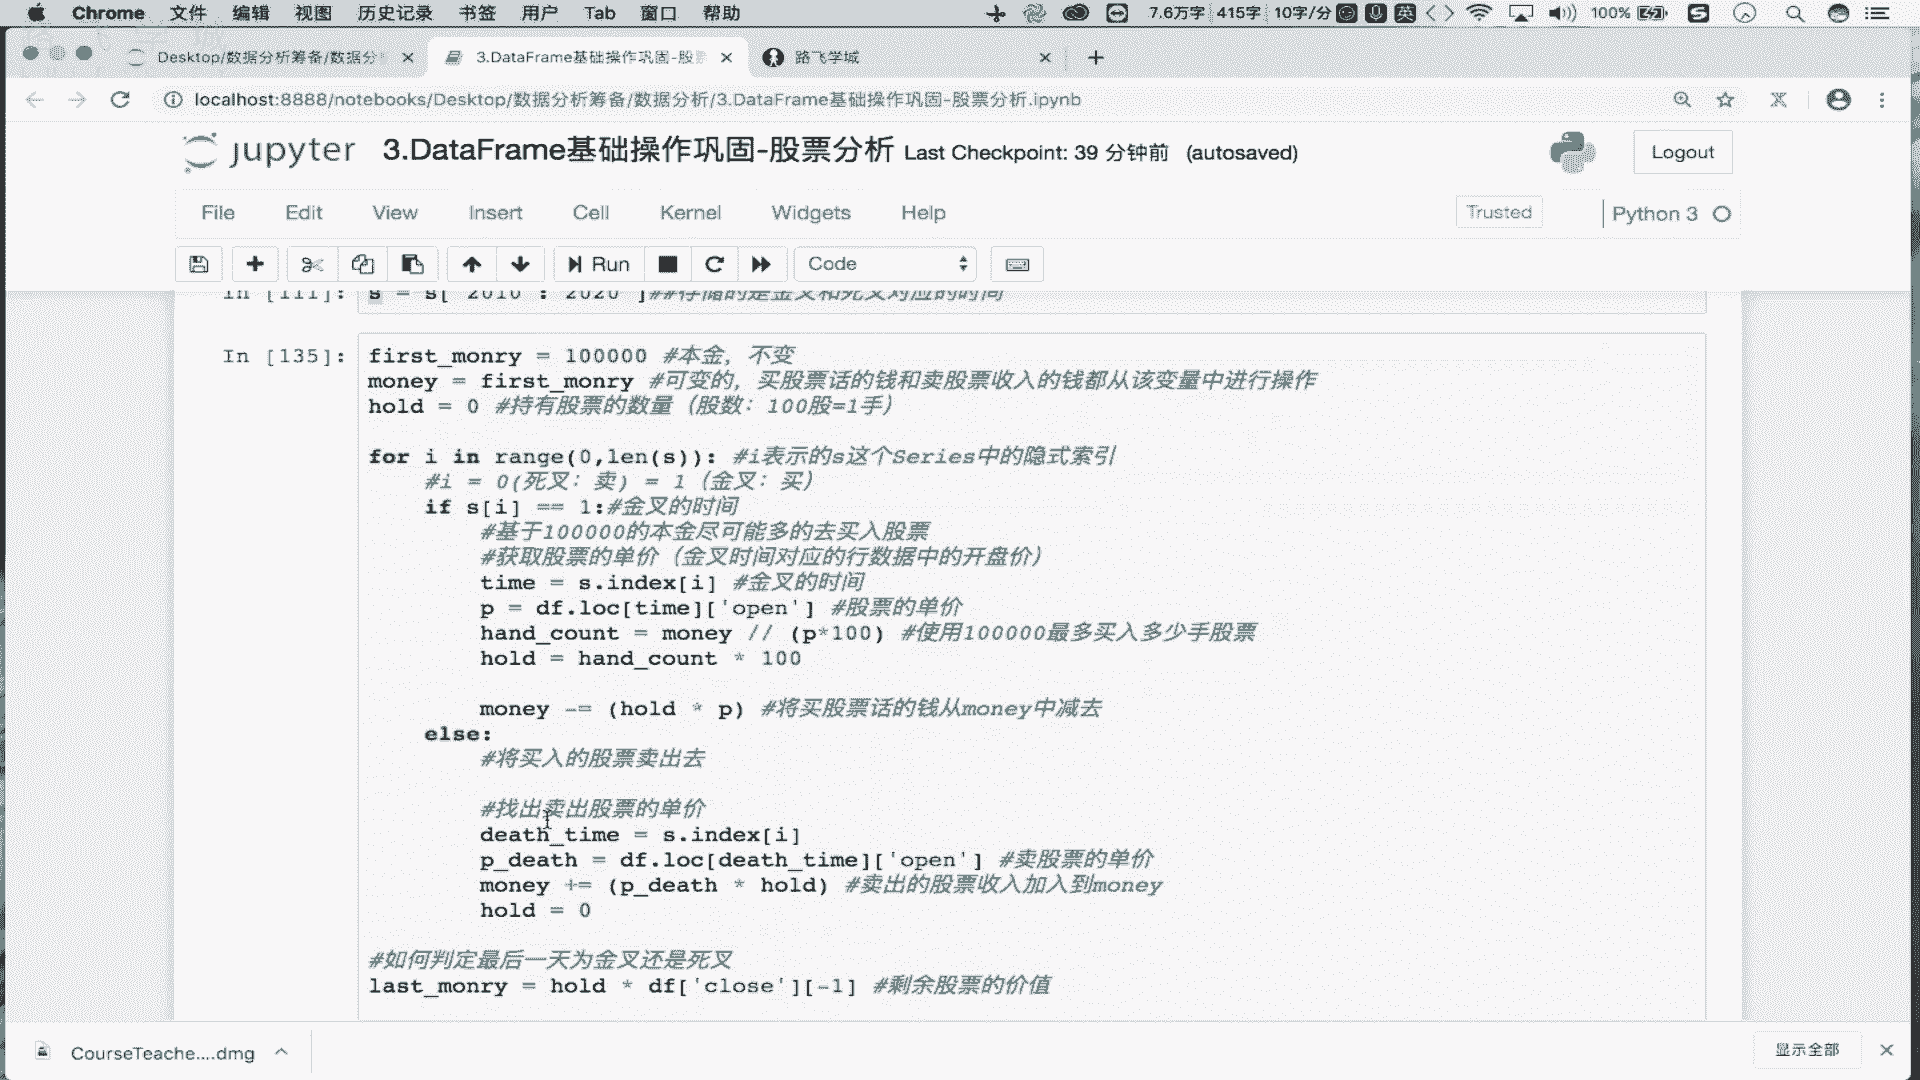 Chrome 文件 编辑 视图 历史记录 书签 用户 Tab 窗口 帮助 7.6万字 415字 10字/分 英 100%
Desktop/数据分析筹备/数据分 3.DataFrame基础操作巩固-股 路飞学城
localhost:8888/notebooks/Desktop/数据分析筹备/数据分析/3.DataFrame基础操作巩固-股票分析.ipynb
jupyter 3.DataFrame基础操作巩固-股票分析 Last Checkpoint: 39 分钟前 (autosaved) Logout
File Edit View Insert Cell Kernel Widgets Help Trusted Python 3
Run Code
In [111]: s = s['2010':'2020']##存储的是金叉和死叉对应的时间
In [135]: first_monry = 100000 #本金，不变
money = first_monry #可变的，买股票话的钱和卖股票收入的钱都从该变量中进行操作
hold = 0 #持有股票的数量（股数：100股=1手）
for i in range(0,len(s)): #i表示的s这个Series中的隐式索引
#i = 0(死叉：卖) = 1（金叉：买）
if s[i] == 1:#金叉的时间
#基于100000的本金尽可能多的去买入股票
#获取股票的单价（金叉时间对应的行数据中的开盘价）
time = s.index[i] #金叉的时间
p = df.loc[time]['open'] #股票的单价
hand_count = money // (p*100) #使用100000最多买入多少手股票
hold = hand_count * 100
money -= (hold * p) #将买股票话的钱从money中减去
else:
#将买入的股票卖出去
#找出卖出股票的单价
death_time = s.index[i]
p_death = df.loc[death_time]['open'] #卖股票的单价
money += (p_death * hold) #卖出的股票收入加入到money
hold = 0
#如何判定最后一天为金叉还是死叉
last_monry = hold * df['close'][-1] #剩余股票的价值
CourseTeache....dmg 显示全部